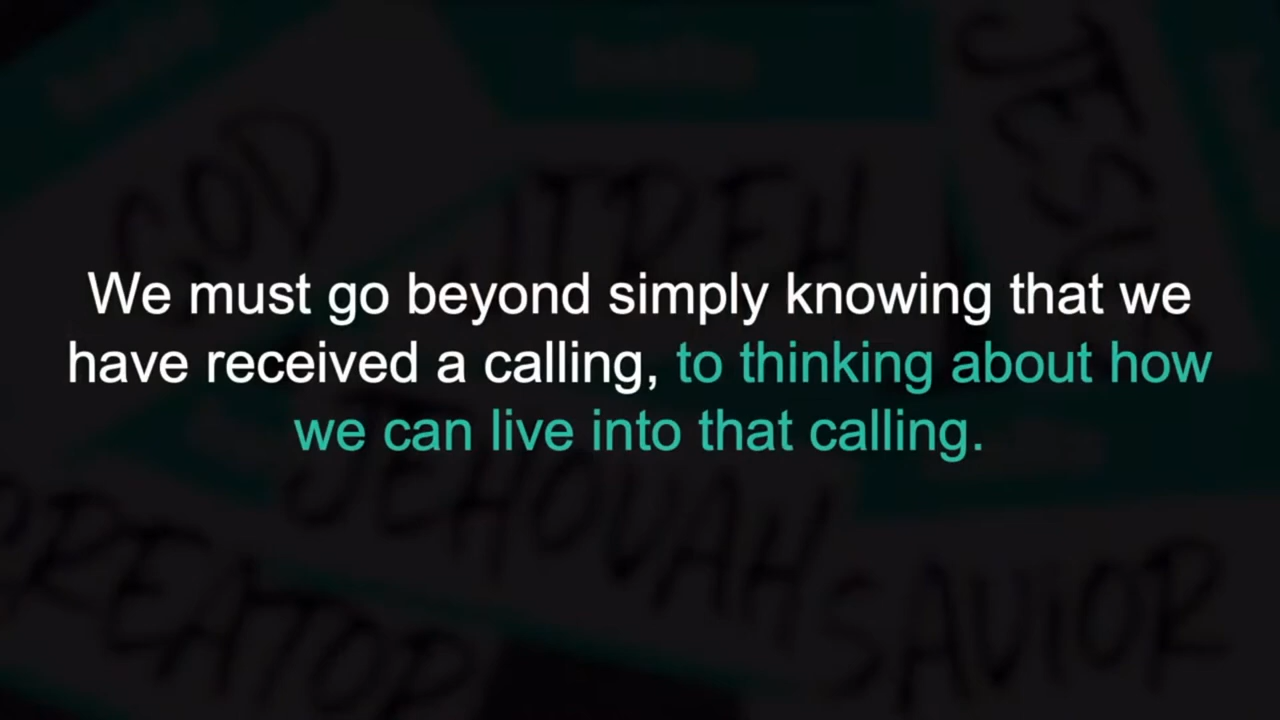 GOD
JIREH
JESUS
We must go beyond simply knowing that we
have received a calling, to thinking about how
we can live into that calling.
JEHOVAH
CREATOR
SAVIOR